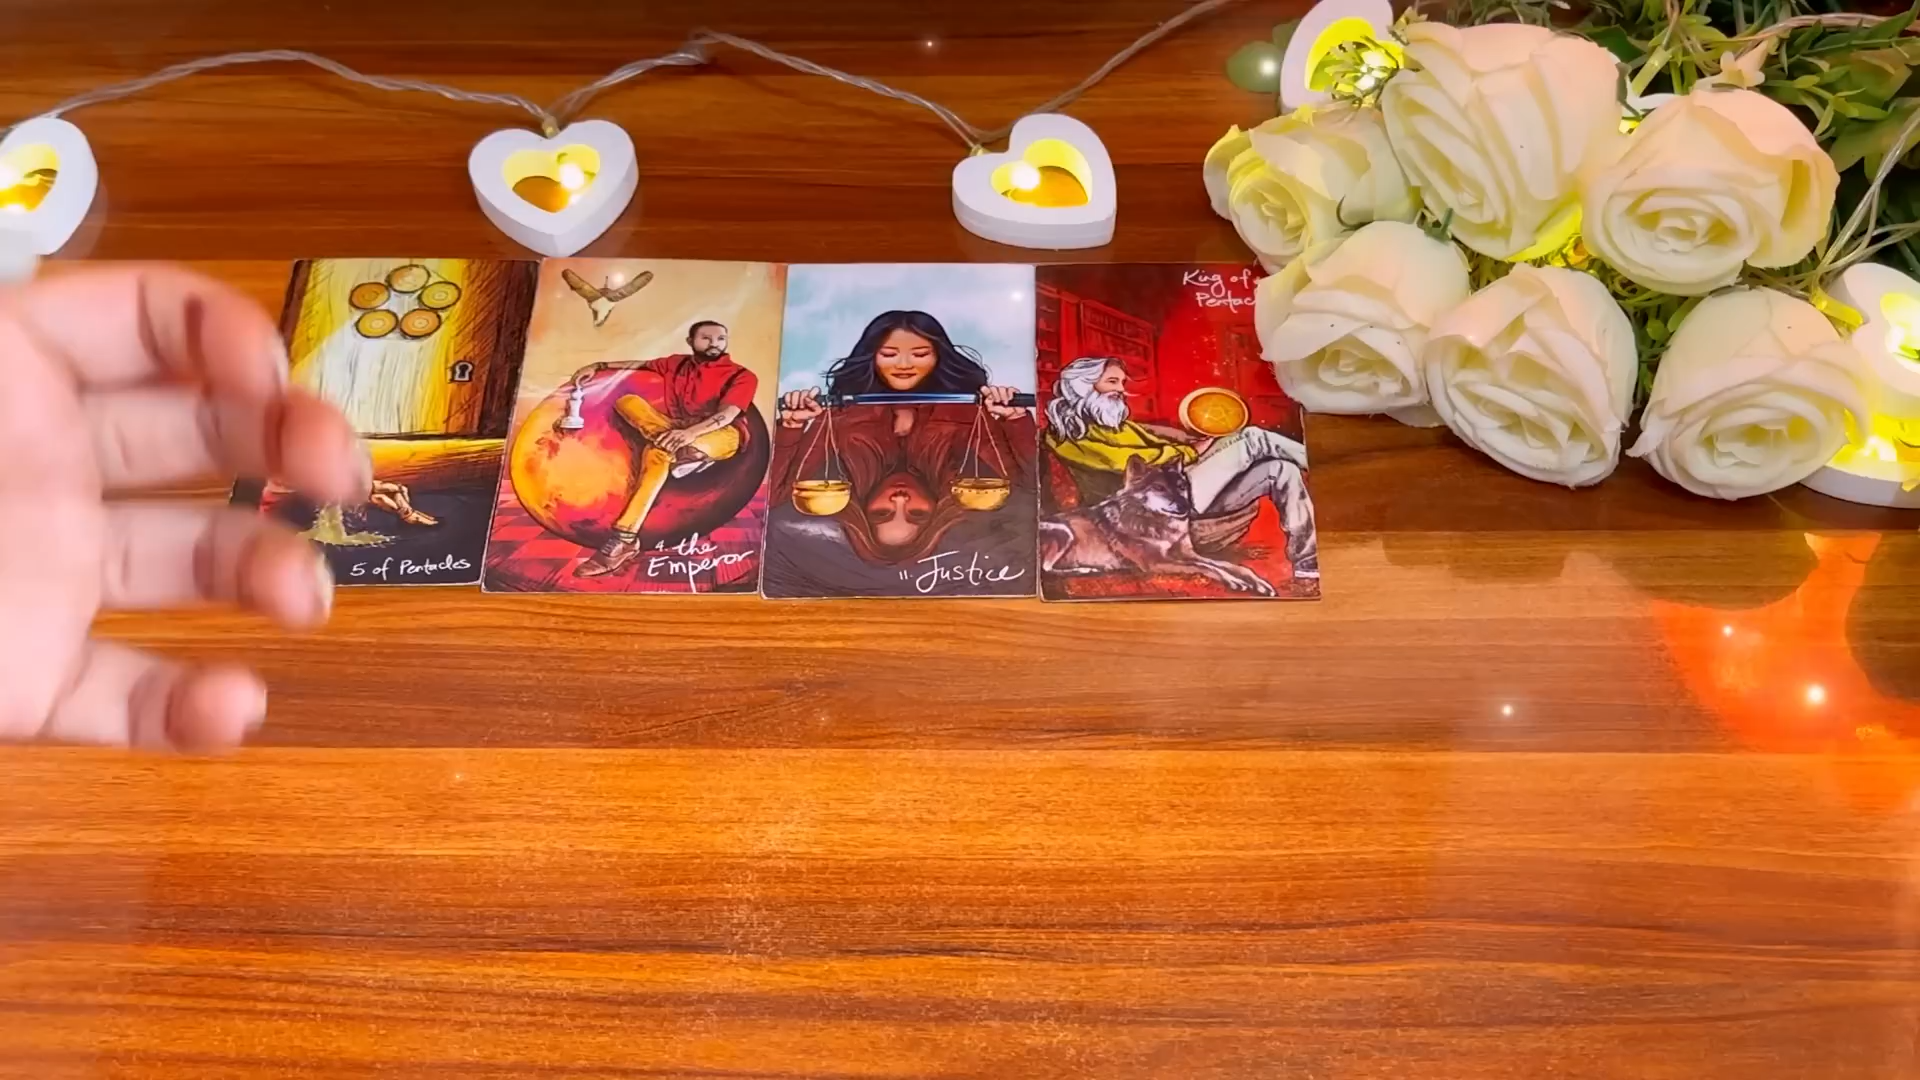 5 of Pentacles
4. the
Emperor
11. Justice
King of
Pentac